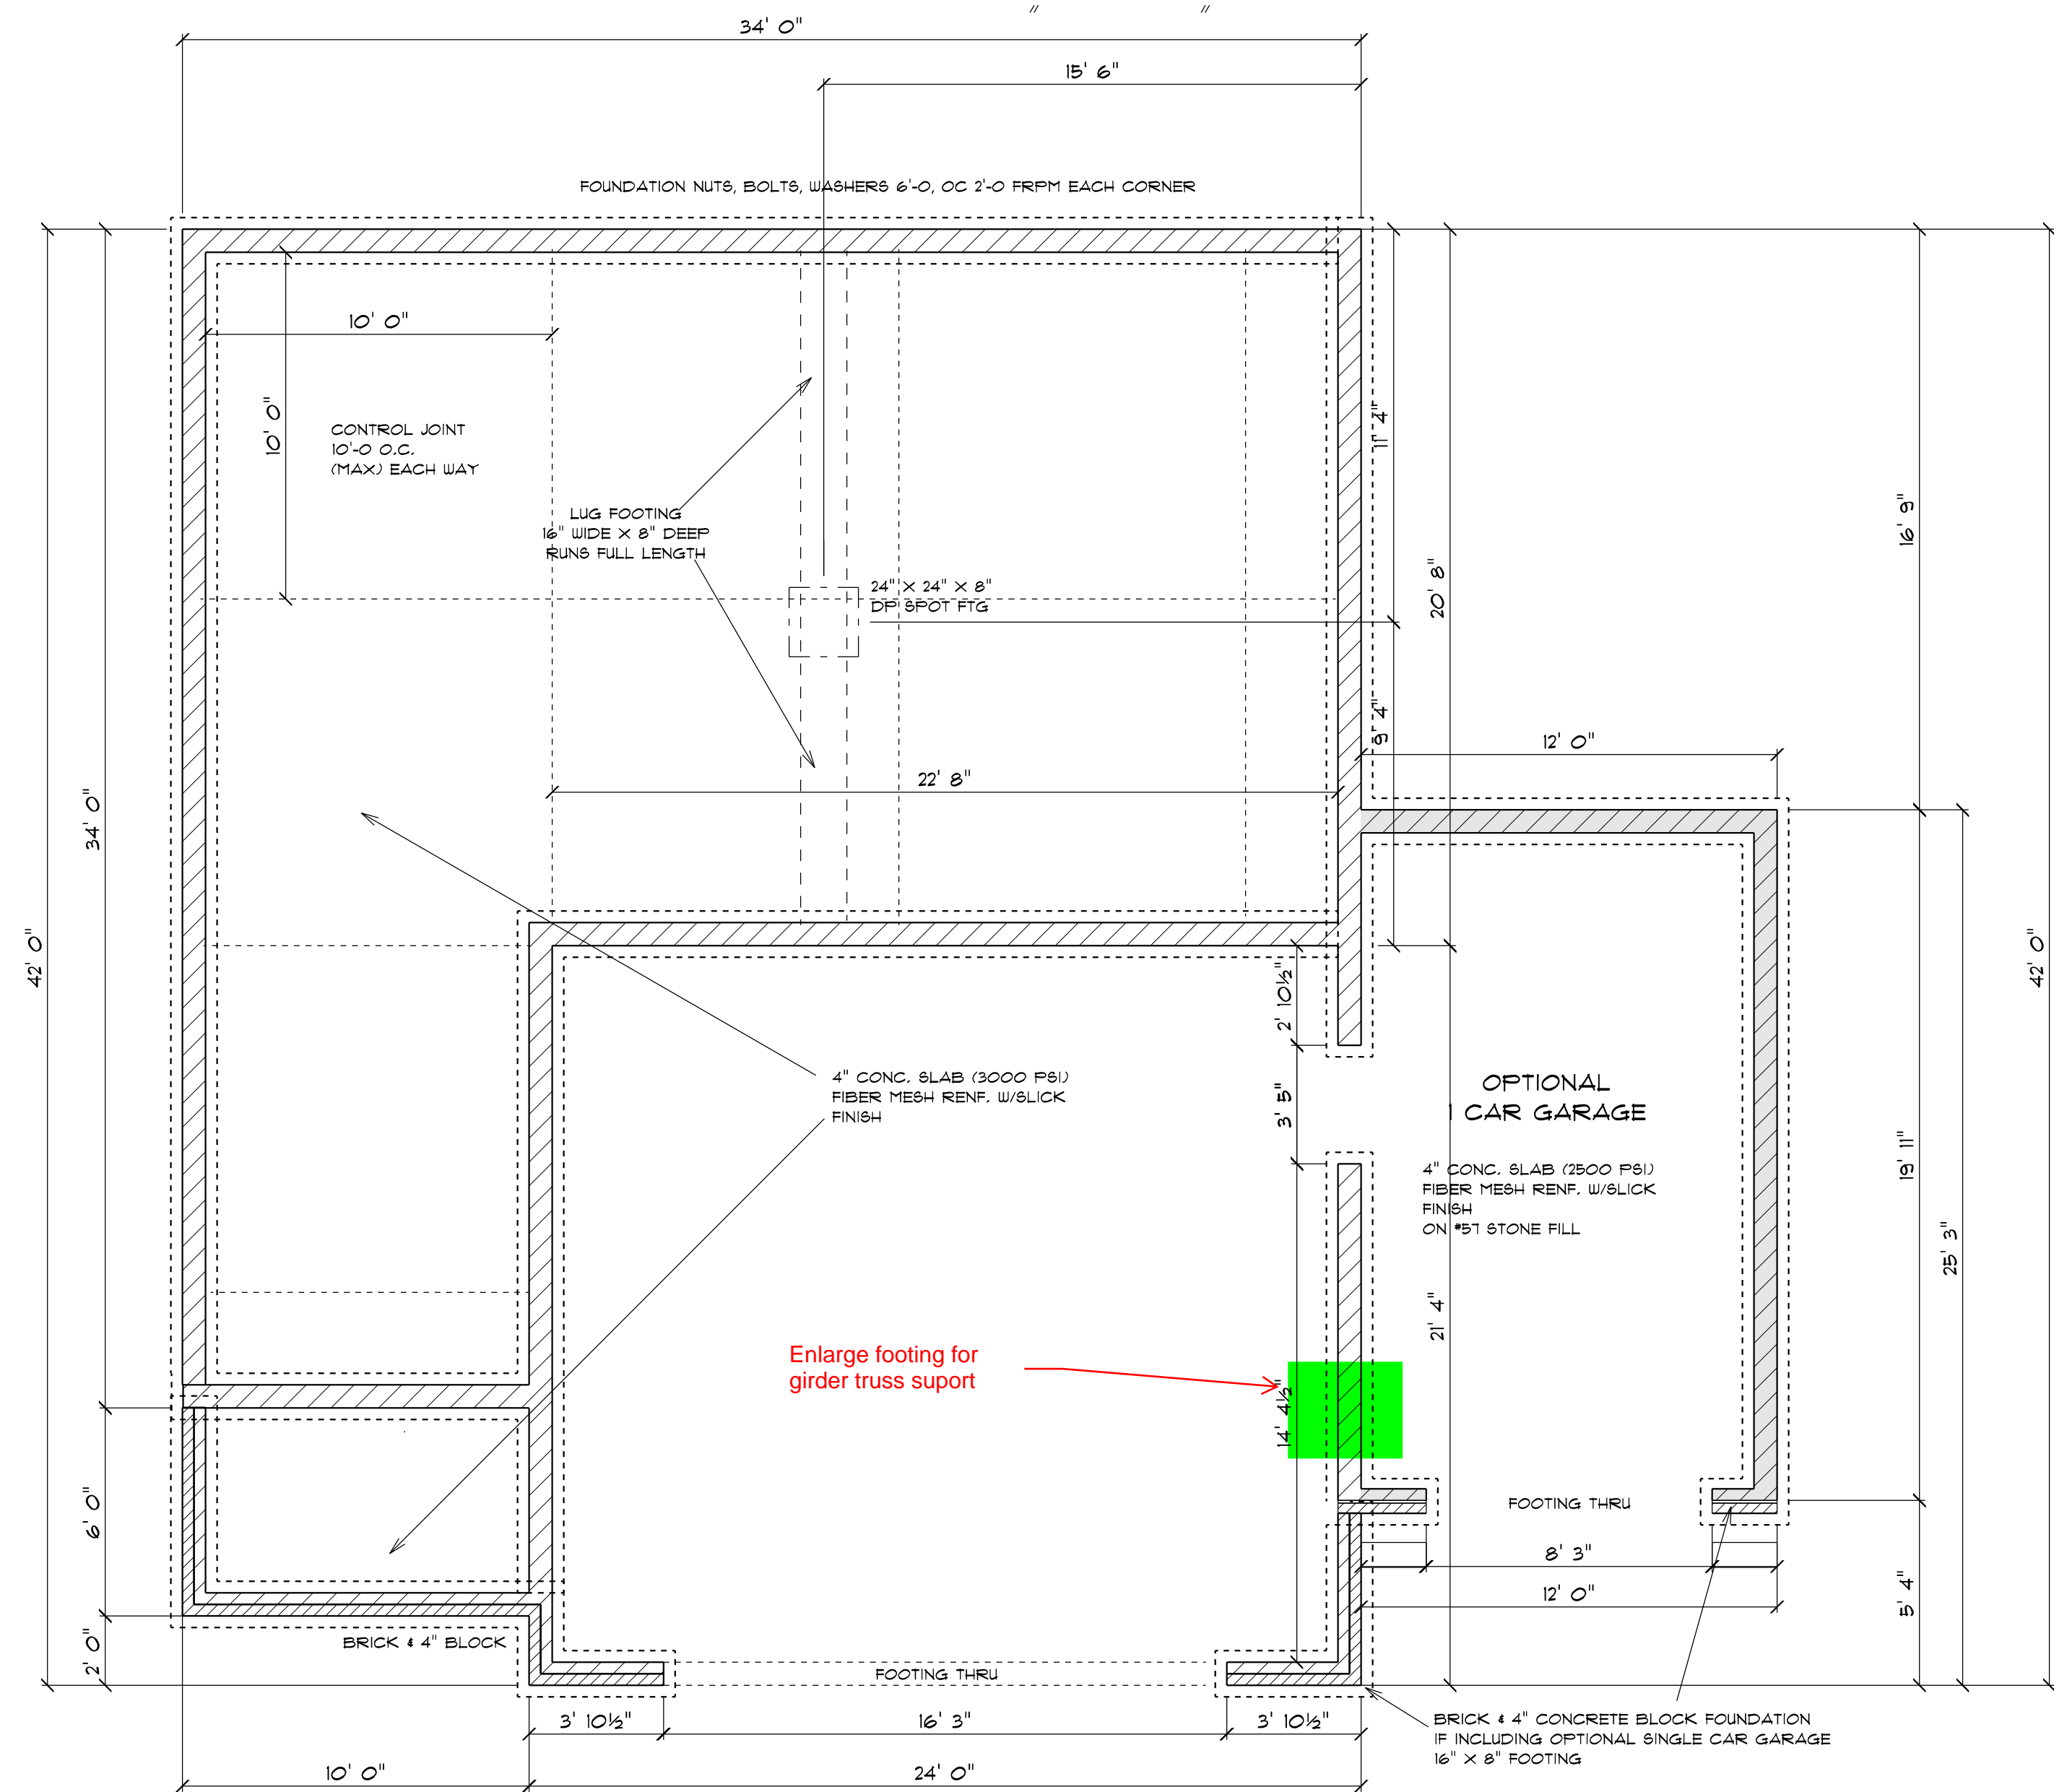 34' 0"
15' 6"
FOUNDATION NUTS, BOLTS, WASHERS 6'-0, OC 2'-0 FRPM EACH CORNER
10' 0"
10' 0"
CONTROL JOINT
10'-0 O.C.
(MAX) EACH WAY
11' 4"
16' 9"
LUG FOOTING
16" WIDE X 8" DEEP
RUNS FULL LENGTH
24" X 24" X 8"
DP SPOT FTG
20' 8"
9' 4"
12' 0"
22' 8"
34' 0"
42' 0"
42' 0"
2' 10½"
4" CONC. SLAB (3000 PSI)
FIBER MESH RENF. W/SLICK
FINISH
3' 5"
OPTIONAL
1 CAR GARAGE
4" CONC. SLAB (2500 PSI)
FIBER MESH RENF. W/SLICK
FINISH
ON #57 STONE FILL
19' 11"
25' 3"
21' 4"
Enlarge footing for
girder truss suport
14' 4½"
6' 0"
FOOTING THRU
8' 3"
12' 0"
5' 4"
2' 0"
BRICK & 4" BLOCK
FOOTING THRU
3' 10½"
16' 3"
3' 10½"
BRICK & 4" CONCRETE BLOCK FOUNDATION
IF INCLUDING OPTIONAL SINGLE CAR GARAGE
16" X 8" FOOTING
10' 0"
24' 0"